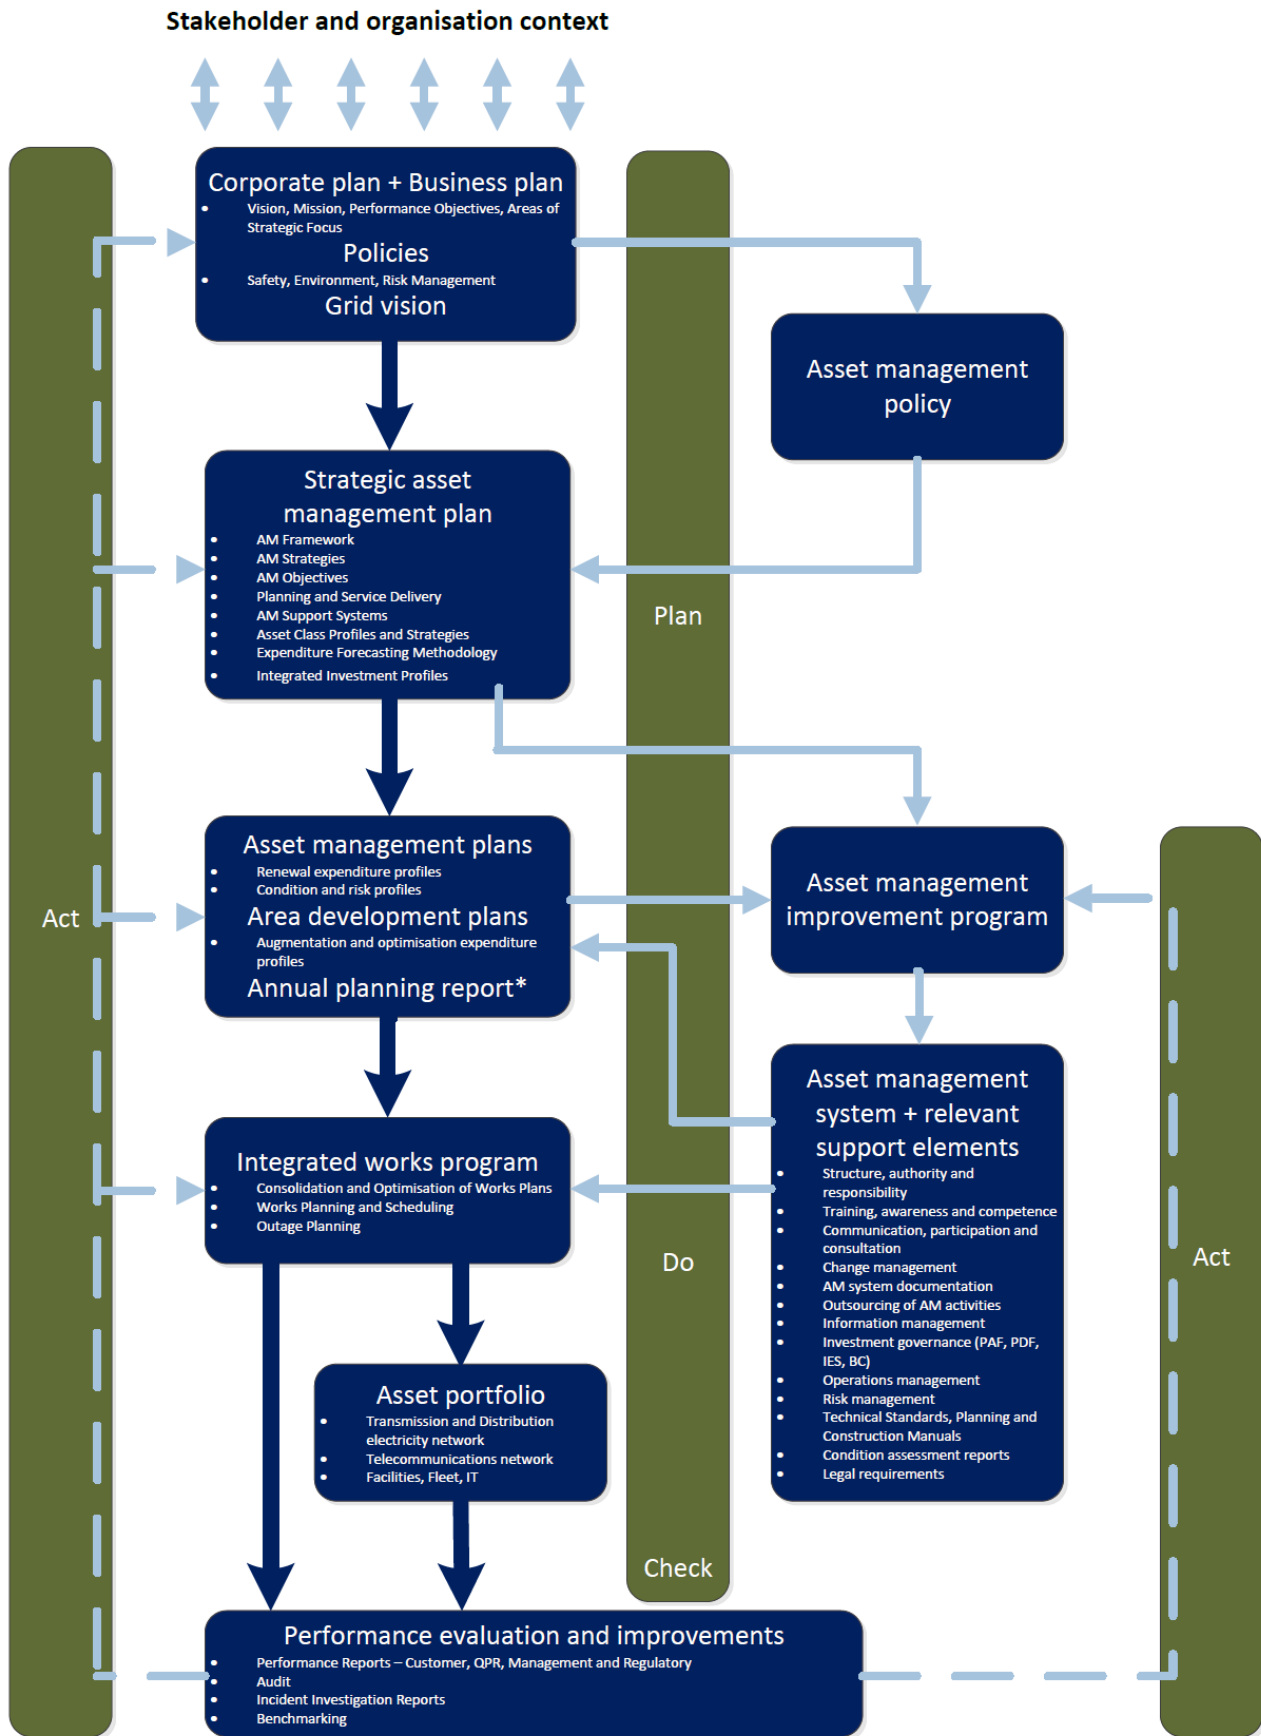 Stakeholder and organisation context
Corporate plan + Business plan
• Vision, Mission, Performance Objectives, Areas of
Strategic Focus
Policies
• Safety, Environment, Risk Management
Grid vision
Asset management
policy
Strategic asset
management plan
• AM Framework
• AM Strategies
• AM Objectives
• Planning and Service Delivery
• AM Support Systems
• Asset Class Profiles and Strategies
• Expenditure Forecasting Methodology
• Integrated Investment Profiles
Plan
Asset management plans
• Renewal expenditure profiles
• Condition and risk profiles
Area development plans
• Augmentation and optimisation expenditure
profiles
Annual planning report*
Act
Asset management
improvement program
Asset management
system + relevant
support elements
• Structure, authority and
responsibility
• Training, awareness and competence
• Communication, participation and
consultation
• Change management
• AM system documentation
• Outsourcing of AM activities
• Information management
• Investment governance (PAF, PDF,
IES, BC)
• Operations management
• Risk management
• Technical Standards, Planning and
Construction Manuals
• Condition assessment reports
• Legal requirements
Integrated works program
• Consolidation and Optimisation of Works Plans
• Works Planning and Scheduling
• Outage Planning
Do
Act
Asset portfolio
• Transmission and Distribution
electricity network
• Telecommunications network
• Facilities, Fleet, IT
Check
Performance evaluation and improvements
• Performance Reports – Customer, QPR, Management and Regulatory
• Audit
• Incident Investigation Reports
• Benchmarking